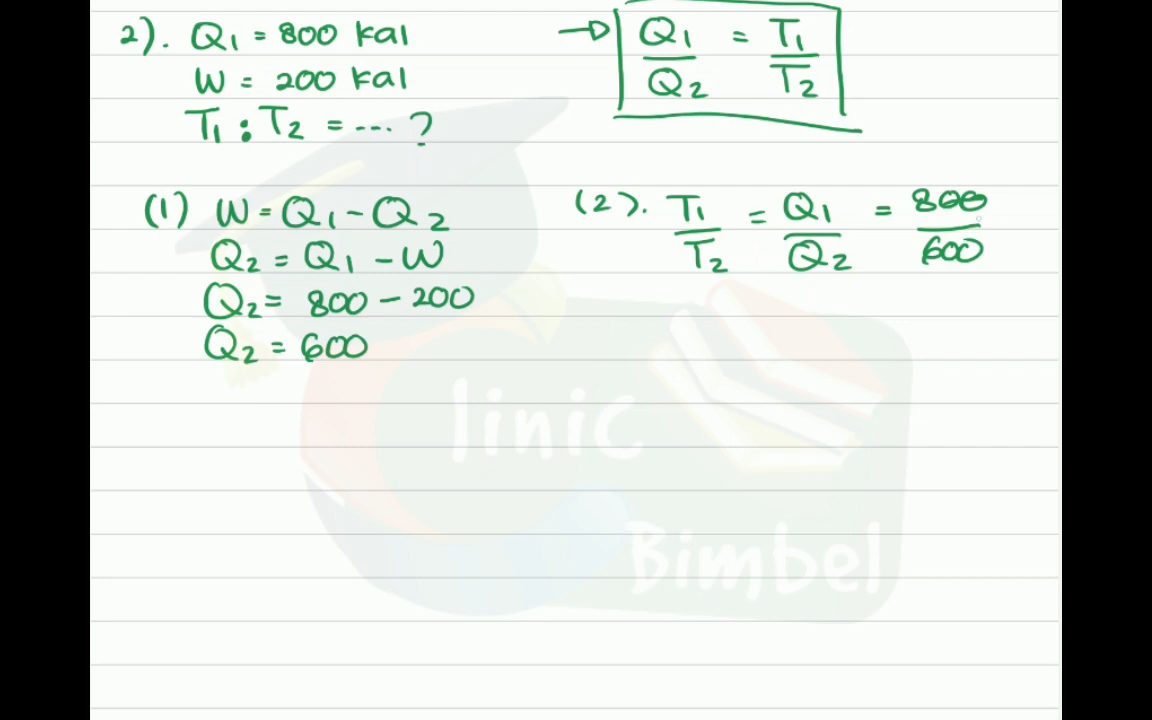 2). Q1 = 800 kal
W = 200 kal
T1 : T2 = .... ?
→ Q1/Q2 = T1/T2
(1) W = Q1 - Q2
Q2 = Q1 - W
Q2 = 800 - 200
Q2 = 600
(2). T1/T2 = Q1/Q2 = 800/600
linic
Bimbel